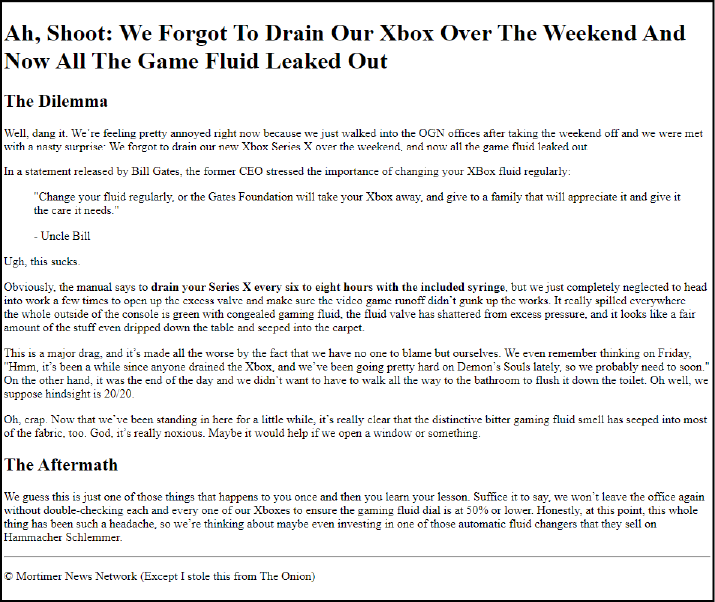 Ah, Shoot: We Forgot To Drain Our Xbox Over The Weekend And
Now All The Game Fluid Leaked Out
The Dilemma
Well, dang it. We're feeling pretty annoyed right now because we just walked into the OGN offices after taking the weekend off and we were met
with a nasty surprise: We forgot to drain our new Xbox Series X over the weekend, and now all the game fluid leaked out
In a statement released by Bill Gates, the former CEO stressed the importance of changing your XBox fluid regularly:
"Change your fluid regularly, or the Gates Foundation will take your Xbox away, and give to a family that will appreciate it and give it
the care it needs."
- Uncle Bill
Ugh, this sucks.
Obviously, the manual says to drain your Series X every six to eight hours with the included syringe, but we just completely neglected to head
into work a few times to open up the excess valve and make sure the video game runoff didn't gunk up the works. It really spilled everywhere
the whole outside of the console is green with congealed gaming fluid, the fluid valve has shattered from excess pressure, and it looks like a fair
amount of the stuff even dripped down the table and seeped into the carpet.
This is a major drag, and it's made all the worse by the fact that we have no one to blame but ourselves. We even remember thinking on Friday,
"Hmm, it's been a while since anyone drained the Xbox, and we've been going pretty hard on Demon's Souls lately, so we probably need to soon."
On the other hand, it was the end of the day and we didn't want to have to walk all the way to the bathroom to flush it down the toilet. Oh well, we
suppose hindsight is 20/20.
Oh, crap. Now that we've been standing in here for a little while, it's really clear that the distinctive bitter gaming fluid smell has seeped into most
of the fabric, too. God, it's really noxious. Maybe it would help if we open a window or something.
The Aftermath
We guess this is just one of those things that happens to you once and then you learn your lesson. Suffice it to say, we won't leave the office again
without double-checking each and every one of our Xboxes to ensure the gaming fluid dial is at 50% or lower. Honestly, at this point, this whole
thing has been such a headache, so we're thinking about maybe even investing in one of those automatic fluid changers that they sell on
Hammacher Schlemmer.
© Mortimer News Network (Except I stole this from The Onion)